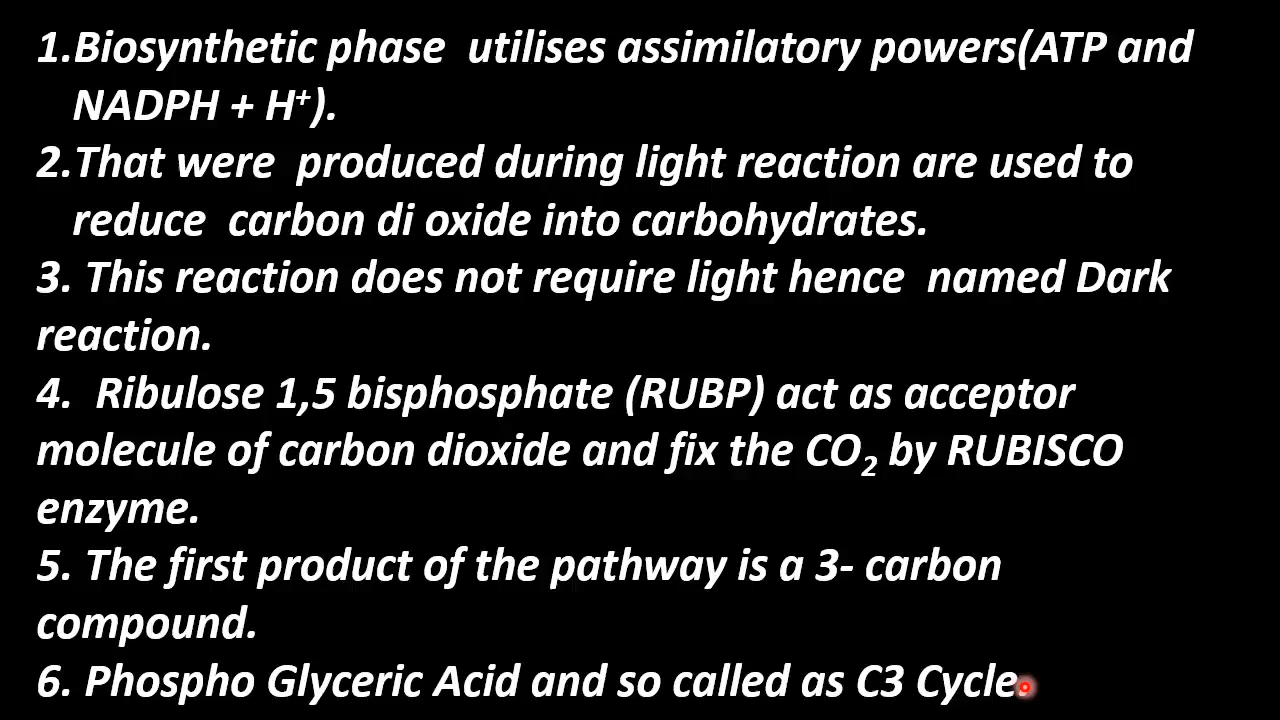 1.Biosynthetic phase utilises assimilatory powers(ATP and
NADPH + H⁺).
2.That were produced during light reaction are used to
reduce carbon di oxide into carbohydrates.
3. This reaction does not require light hence named Dark
reaction.
4. Ribulose 1,5 bisphosphate (RUBP) act as acceptor
molecule of carbon dioxide and fix the CO₂ by RUBISCO
enzyme.
5. The first product of the pathway is a 3- carbon
compound.
6. Phospho Glyceric Acid and so called as C3 Cycle.